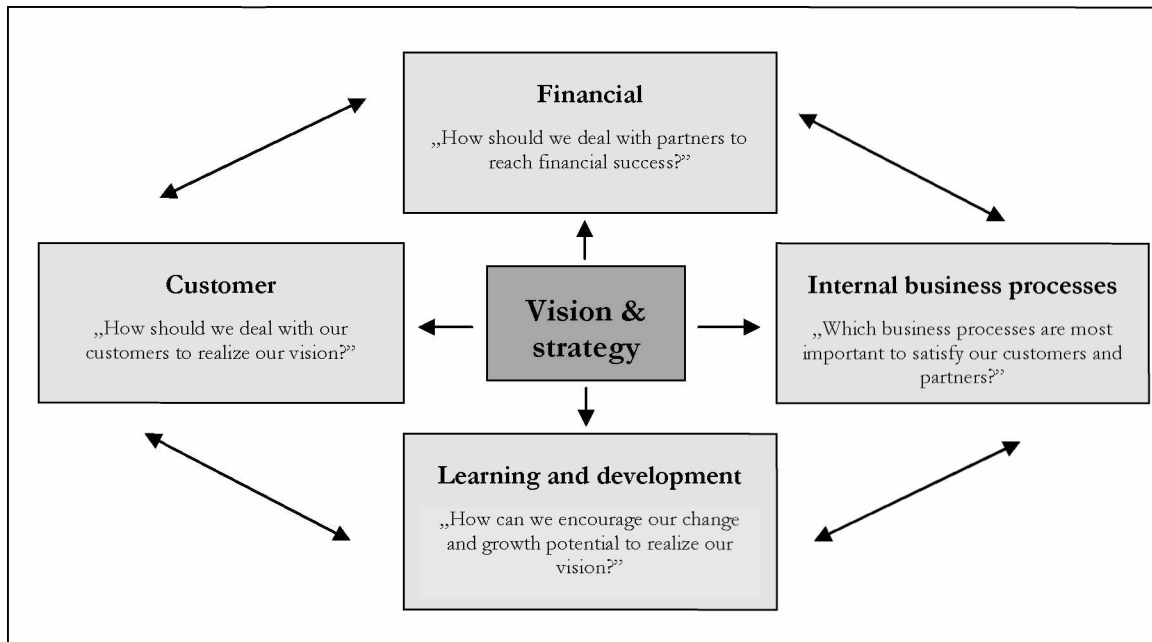 Financial
„How should we deal with partners to
reach financial success?”
Customer
„How should we deal with our
customers to realize our vision?”
Vision &
strategy
Internal business processes
„Which business processes are most
important to satisfy our customers and
partners?”
Learning and development
„How can we encourage our change
and growth potential to realize our
vision?”